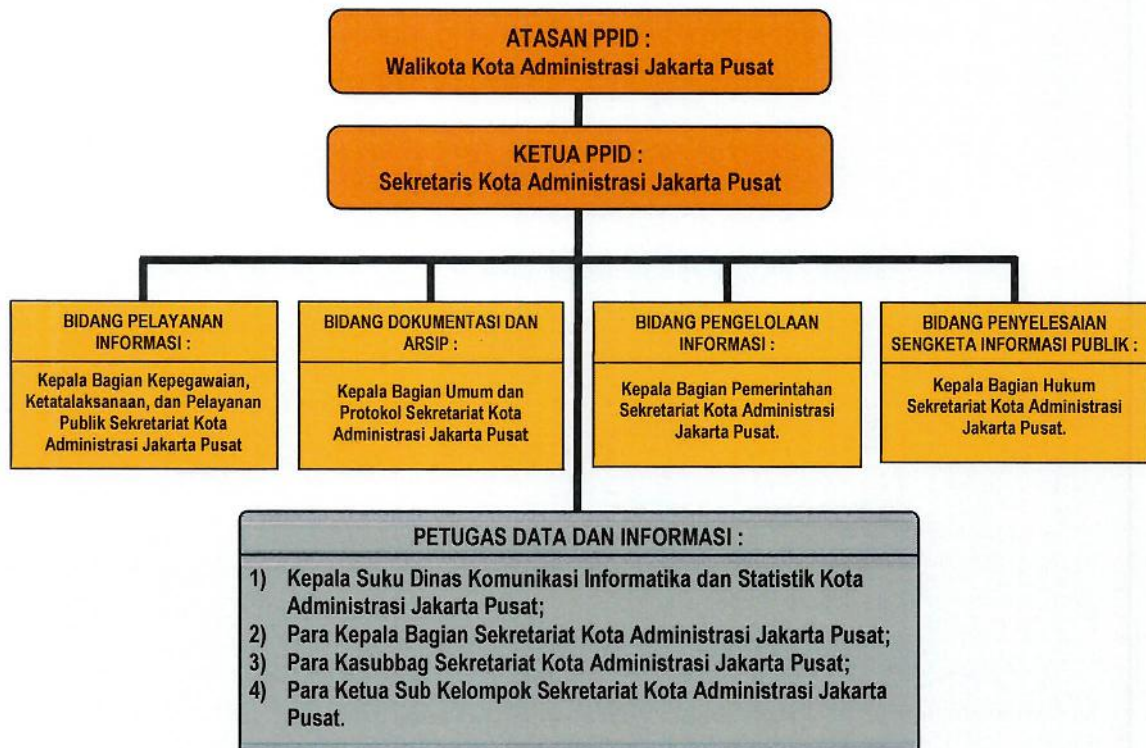 ATASAN PPID :
Walikota Kota Administrasi Jakarta Pusat
KETUA PPID :
Sekretaris Kota Administrasi Jakarta Pusat
BIDANG PELAYANAN
INFORMASI :
Kepala Bagian Kepegawaian,
Ketatalaksanaan, dan Pelayanan
Publik Sekretariat Kota
Administrasi Jakarta Pusat
BIDANG DOKUMENTASI DAN
ARSIP :
Kepala Bagian Umum dan
Protokol Sekretariat Kota
Administrasi Jakarta Pusat
BIDANG PENGELOLAAN
INFORMASI :
Kepala Bagian Pemerintahan
Sekretariat Kota Administrasi
Jakarta Pusat.
BIDANG PENYELESAIAN
SENGKETA INFORMASI PUBLIK :
Kepala Bagian Hukum
Sekretariat Kota Administrasi
Jakarta Pusat.
PETUGAS DATA DAN INFORMASI :
1) Kepala Suku Dinas Komunikasi Informatika dan Statistik Kota
Administrasi Jakarta Pusat;
2) Para Kepala Bagian Sekretariat Kota Administrasi Jakarta Pusat;
3) Para Kasubbag Sekretariat Kota Administrasi Jakarta Pusat;
4) Para Ketua Sub Kelompok Sekretariat Kota Administrasi Jakarta
Pusat.